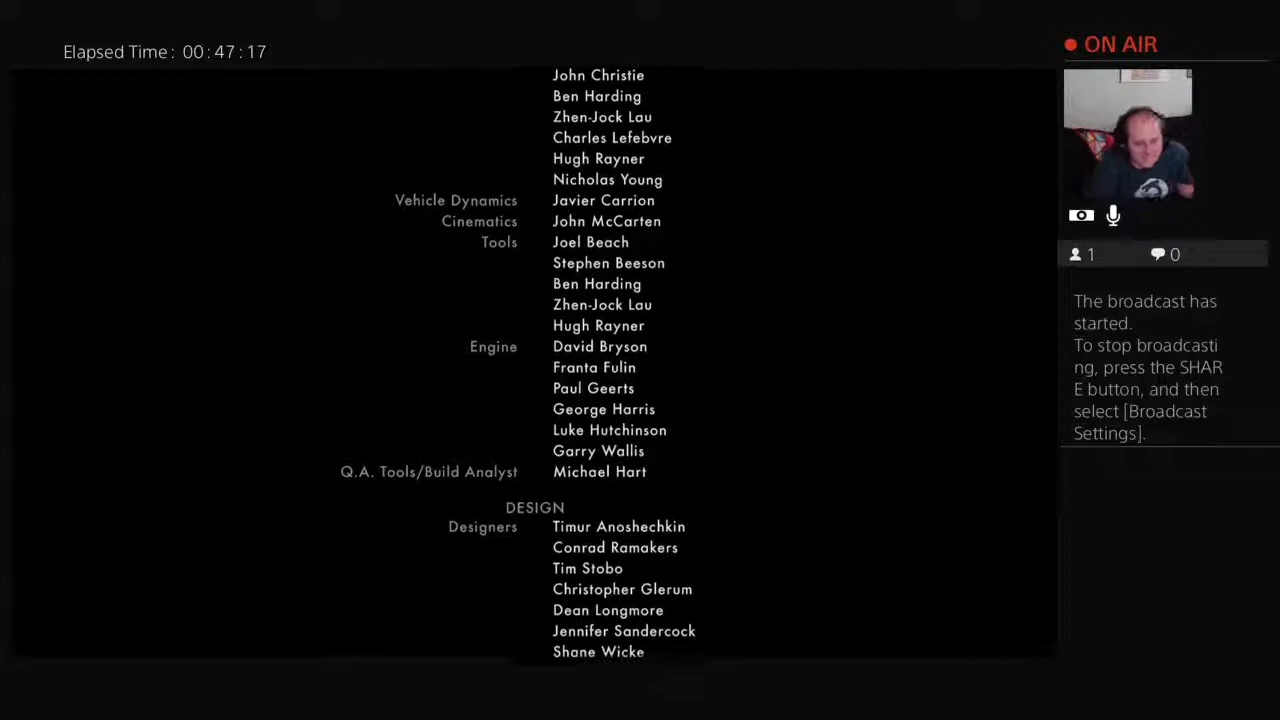 Elapsed Time: 00:47:17
ON AIR
John Christie
Ben Harding
Zhen-Jock Lau
Charles Lefebvre
Hugh Rayner
Nicholas Young
Vehicle Dynamics Javier Carrion
Cinematics John McCarten
Tools Joel Beach
Stephen Beeson
Ben Harding
Zhen-Jock Lau
Hugh Rayner
Engine David Bryson
Franta Fulin
Paul Geerts
George Harris
Luke Hutchinson
Garry Wallis
Q.A. Tools/Build Analyst Michael Hart
DESIGN
Designers Timur Anoshechkin
Conrad Ramakers
Tim Stobo
Christopher Glerum
Dean Longmore
Jennifer Sandercock
Shane Wicke
1 0
The broadcast has
started.
To stop broadcasti
ng, press the SHAR
E button, and then
select [Broadcast
Settings].